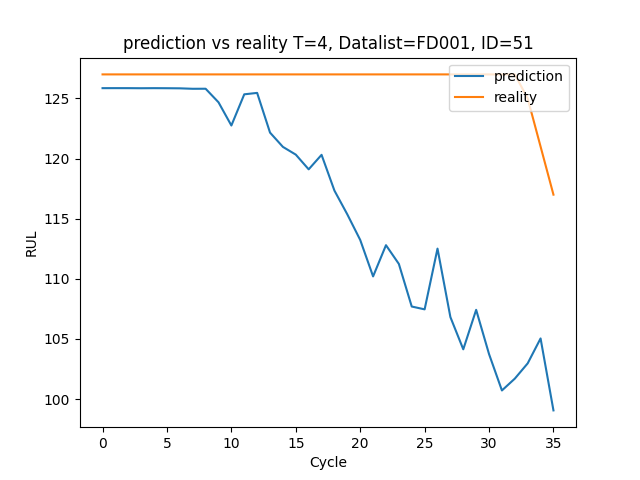 prediction vs reality T=4, Datalist=FD001, ID=51
prediction
reality
125
120
115
110
105
100
RUL
0 5 10 15 20 25 30 35
Cycle